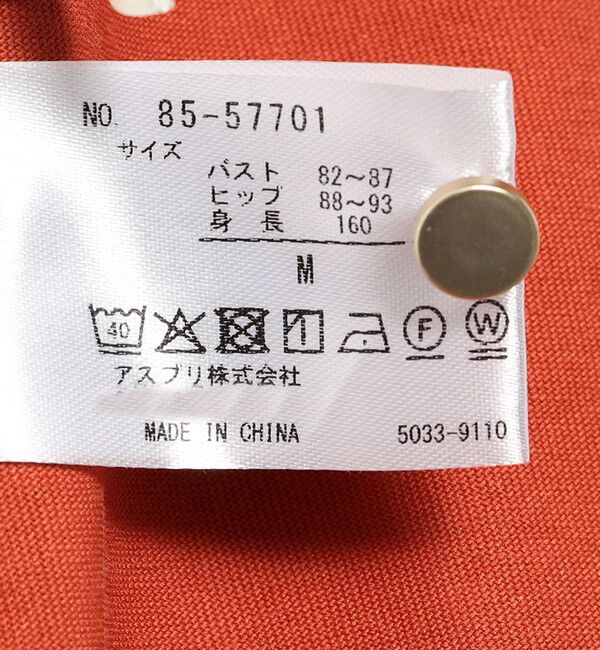 NO. 85-57701
サイズ
バスト 82～87
ヒップ 88～93
身長 160
M
40 F W
アスプリ株式会社
MADE IN CHINA 5033-9110